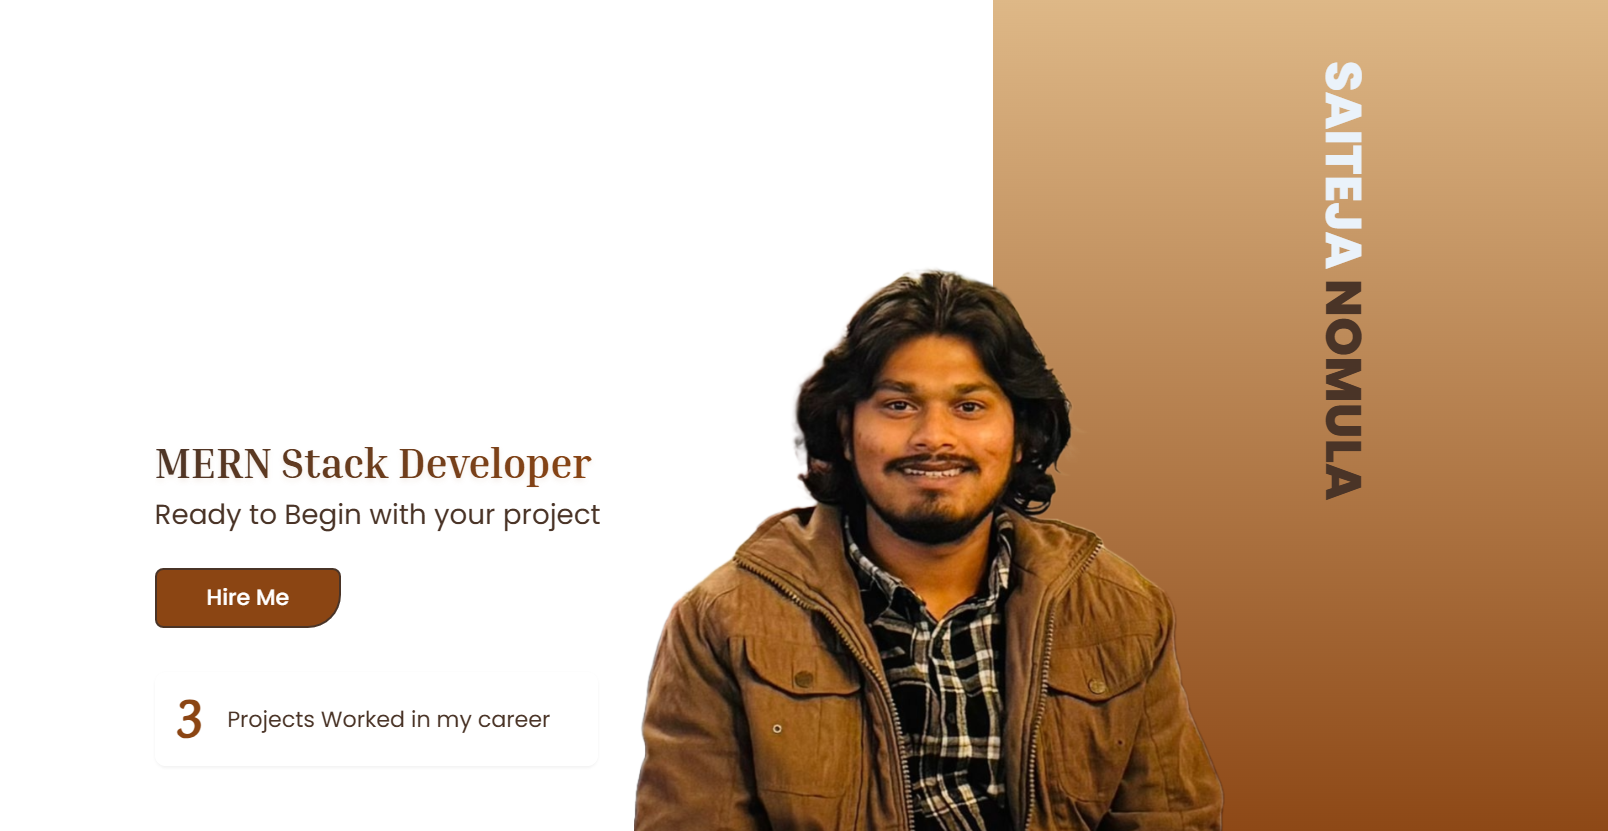 MERN Stack Developer
Ready to Begin with your project
Hire Me
3 Projects Worked in my career
SAITEJA NOMULA